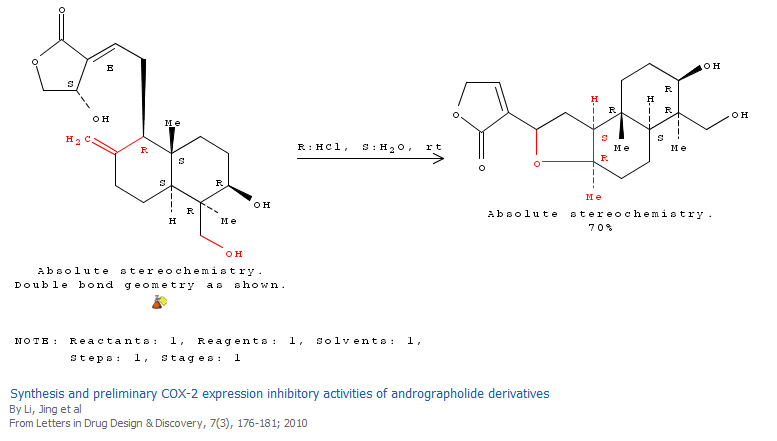 O
O
E
S
OH
Me
H₂C
R
S
S
R
R
H
Me
OH
OH
Absolute stereochemistry.
Double bond geometry as shown.
R:HCl, S:H₂O, rt
OH
R
H
H
R
R
OH
O
S
Me
Me
O
O
R
Me
Absolute stereochemistry.
70%
NOTE: Reactants: 1, Reagents: 1, Solvents: 1,
Steps: 1, Stages: 1
Synthesis and preliminary COX-2 expression inhibitory activities of andrographolide derivatives
By Li, Jing et al
From Letters in Drug Design & Discovery, 7(3), 176-181; 2010